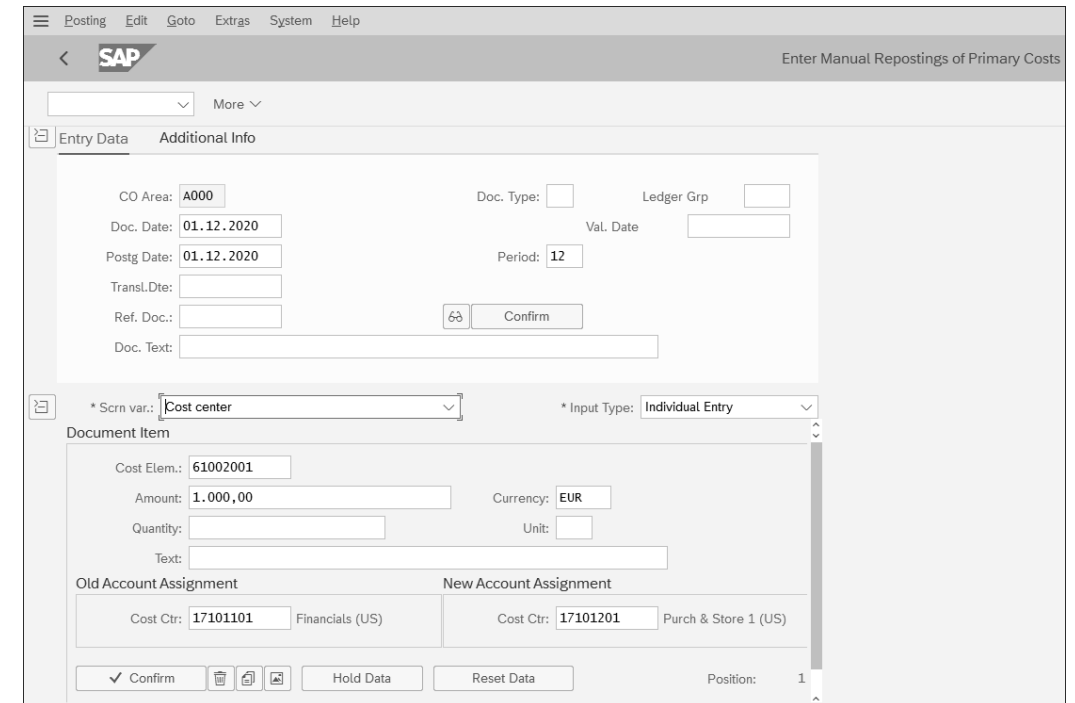 Posting Edit Goto Extras System Help
SAP
Enter Manual Repostings of Primary Costs
More
Entry Data Additional Info
CO Area: A000 Doc. Type: Ledger Grp
Doc. Date: 01.12.2020 Val. Date
Postg Date: 01.12.2020 Period: 12
Transl.Dte:
Ref. Doc.: Confirm
Doc. Text:
* Scrn var.: Cost center * Input Type: Individual Entry
Document Item
Cost Elem.: 61002001
Amount: 1.000,00 Currency: EUR
Quantity: Unit:
Text:
Old Account Assignment New Account Assignment
Cost Ctr: 17101101 Financials (US) Cost Ctr: 17101201 Purch & Store 1 (US)
Confirm Hold Data Reset Data Position: 1